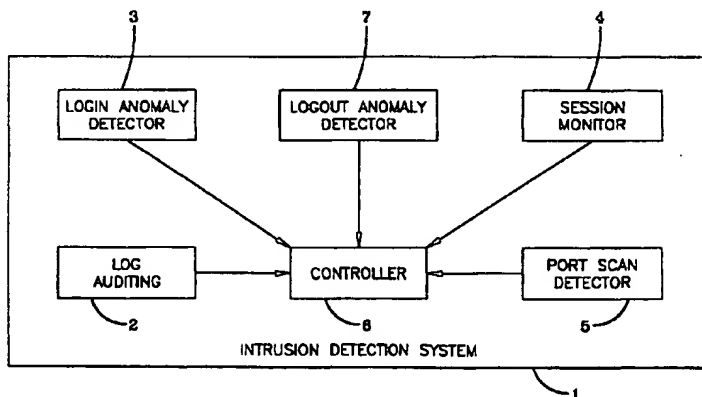 3 7 4
LOGIN ANOMALY
DETECTOR
LOGOUT ANOMALY
DETECTOR
SESSION
MONITOR
LOG
AUDITING
CONTROLLER
PORT SCAN
DETECTOR
2 6 5
INTRUSION DETECTION SYSTEM
1